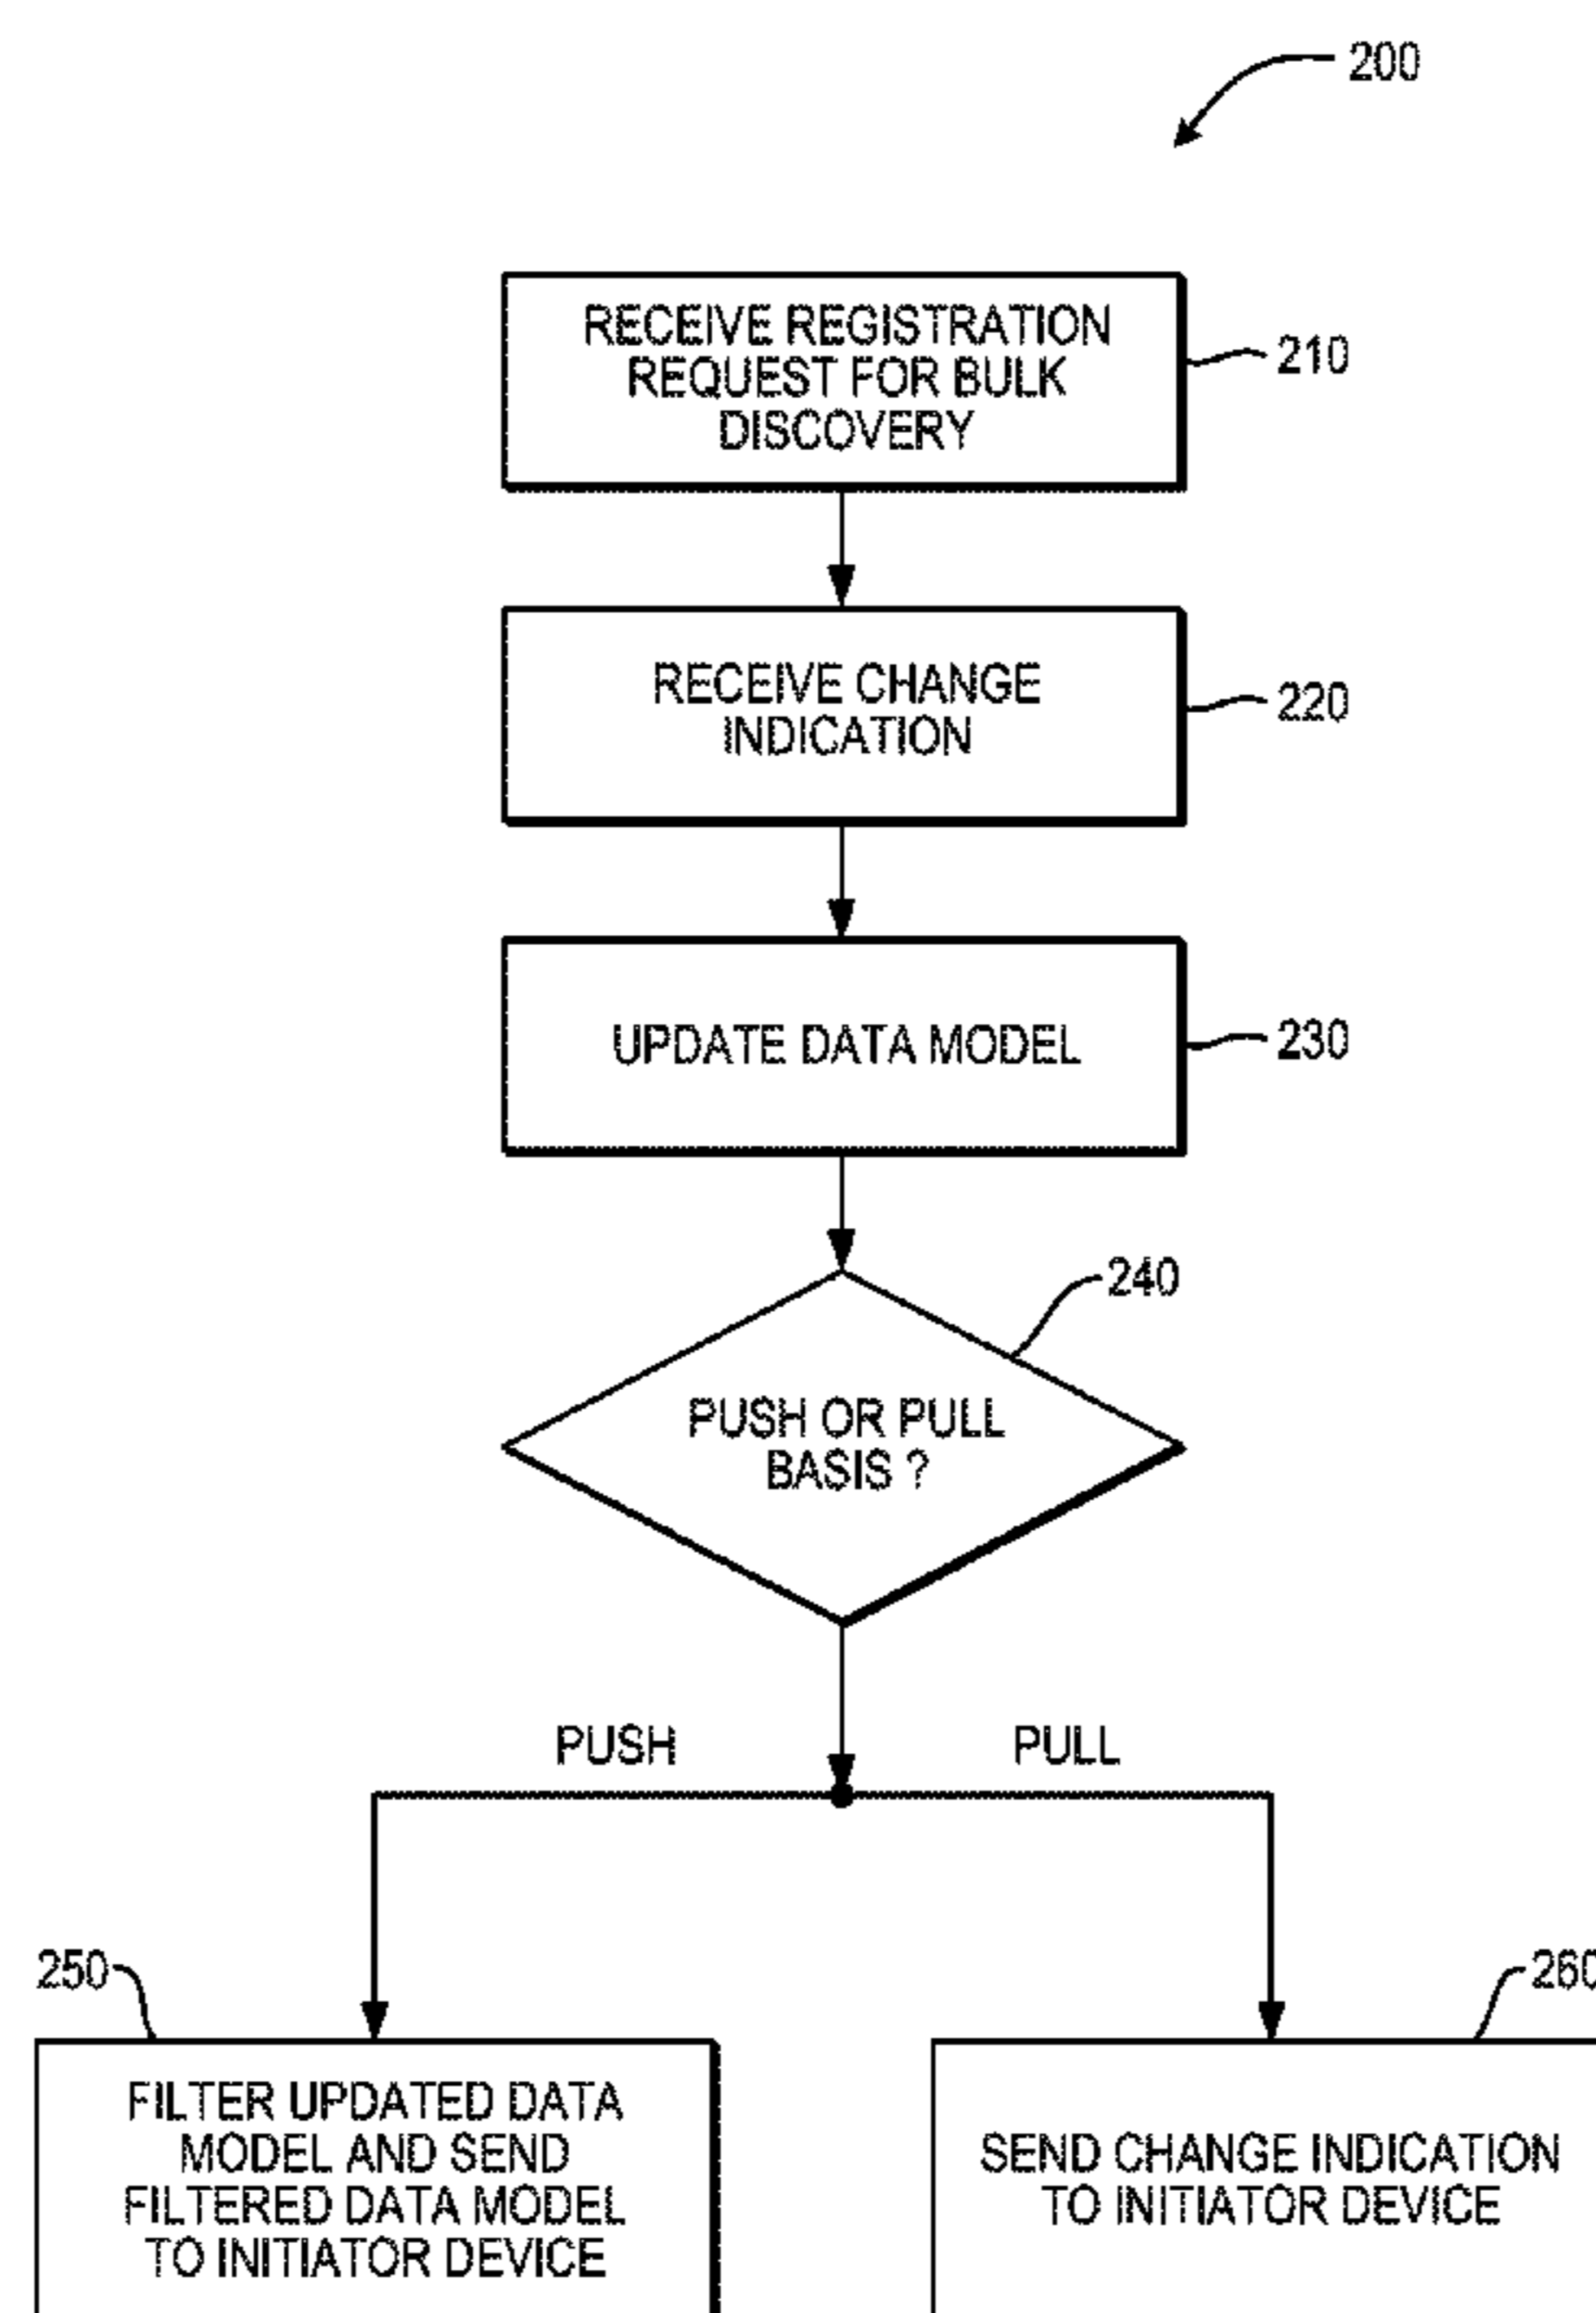 200
RECEIVE REGISTRATION
REQUEST FOR BULK
DISCOVERY
210
RECEIVE CHANGE
INDICATION
220
UPDATE DATA MODEL
230
240
PUSH OR PULL
BASIS ?
PUSH
PULL
250
260
FILTER UPDATED DATA
MODEL AND SEND
FILTERED DATA MODEL
TO INITIATOR DEVICE
SEND CHANGE INDICATION
TO INITIATOR DEVICE